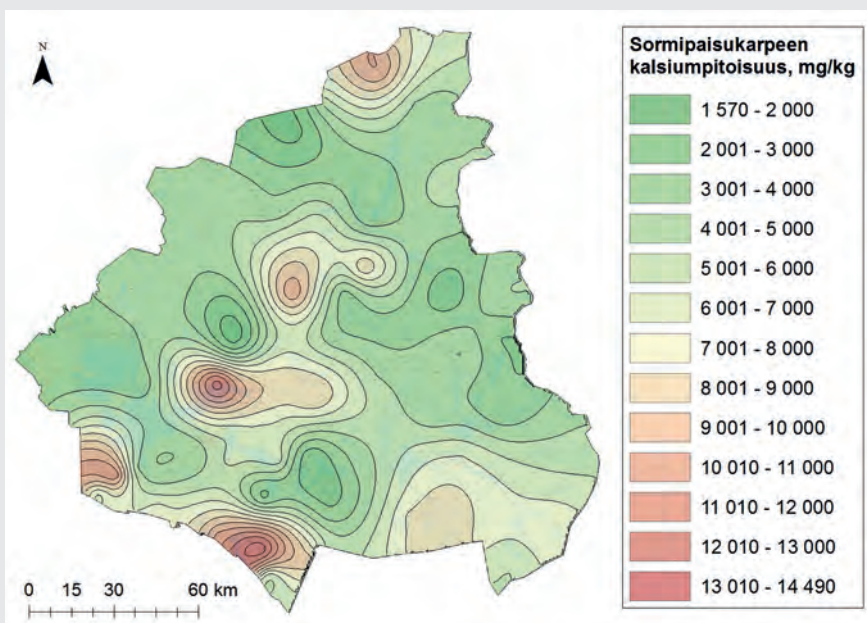 N
Sormipaisukarpeen
kalsiumpitoisuus, mg/kg
1 570 - 2 000
2 001 - 3 000
3 001 - 4 000
4 001 - 5 000
5 001 - 6 000
6 001 - 7 000
7 001 - 8 000
8 001 - 9 000
9 001 - 10 000
10 010 - 11 000
11 010 - 12 000
12 010 - 13 000
13 010 - 14 490
0 15 30 60 km